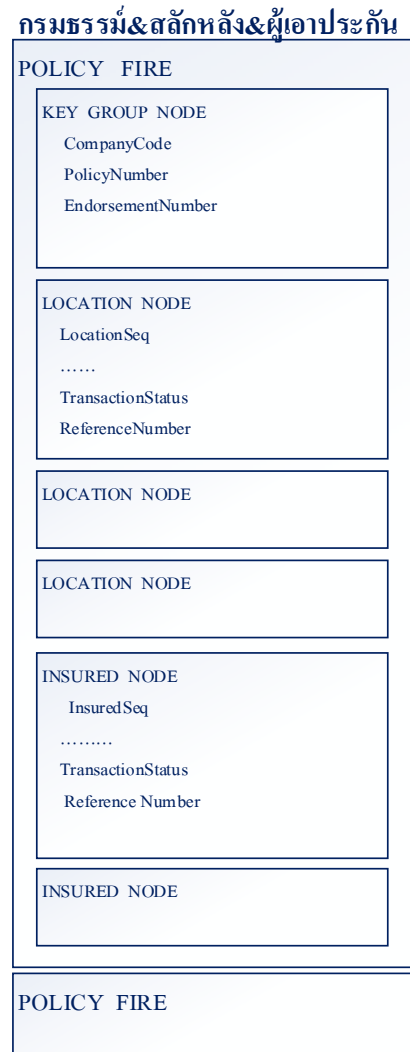 กรมธรรม์&สลักหลัง&ผู้เอาประกัน
POLICY FIRE
KEY GROUP NODE
CompanyCode
PolicyNumber
EndorsementNumber
LOCATION NODE
LocationSeq
……
TransactionStatus
ReferenceNumber
LOCATION NODE
LOCATION NODE
INSURED NODE
InsuredSeq
………
TransactionStatus
Reference Number
INSURED NODE
POLICY FIRE